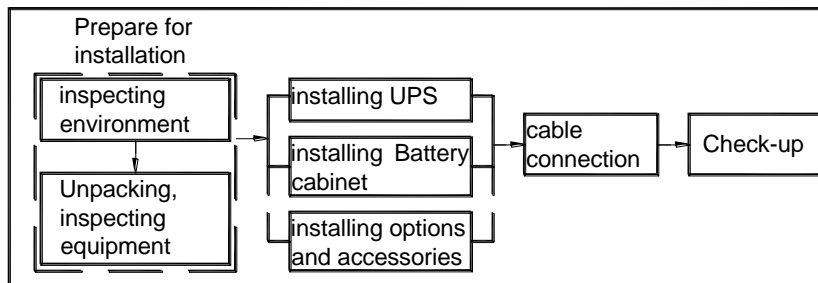 Prepare for
installation
inspecting
environment
Unpacking,
inspecting
equipment
installing UPS
installing Battery
cabinet
installing options
and accessories
cable
connection
Check-up